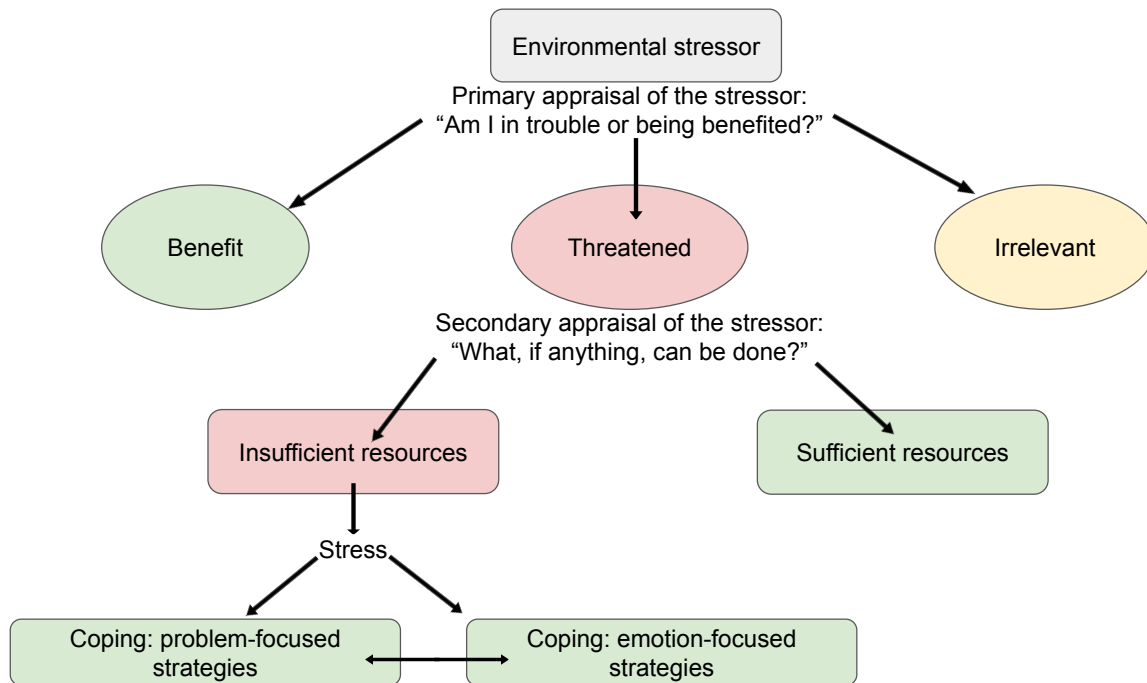 Environmental stressor
Primary appraisal of the stressor:
“Am I in trouble or being benefited?”
Benefit
Threatened
Irrelevant
Secondary appraisal of the stressor:
“What, if anything, can be done?”
Insufficient resources
Sufficient resources
Stress
Coping: problem-focused
strategies
Coping: emotion-focused
strategies